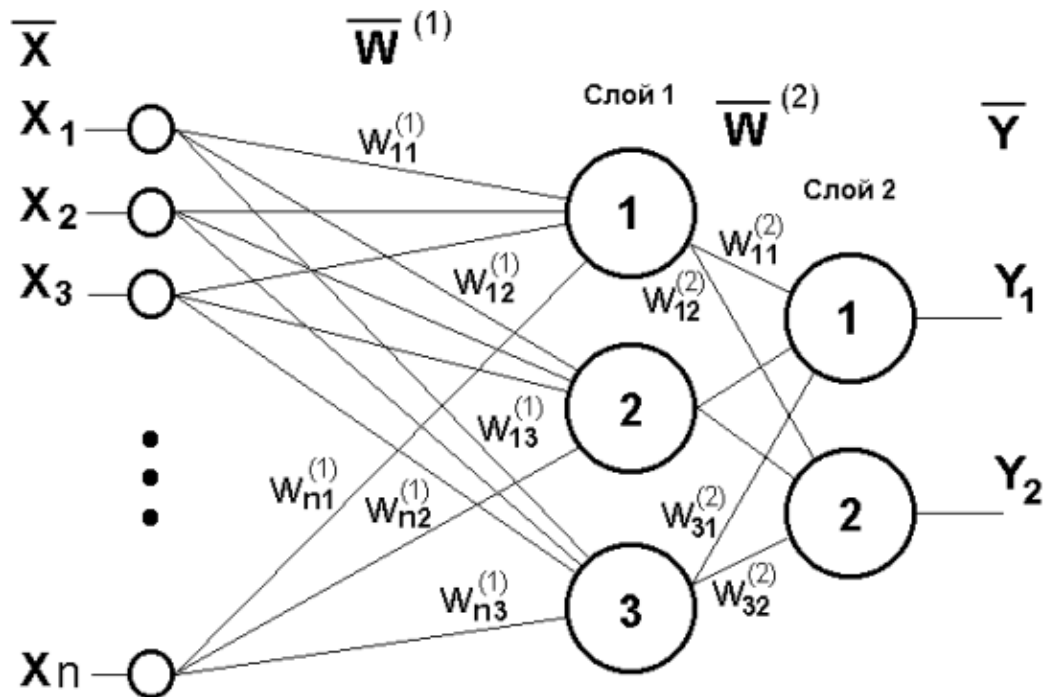 X̅ W̅⁽¹⁾
Слой 1 W̅⁽²⁾ Y̅
X₁ W₁₁⁽¹⁾
Слой 2
X₂ 1 W₁₁⁽²⁾
X₃ W₁₂⁽¹⁾ W₁₂⁽²⁾ 1 Y₁
2
W₁₃⁽¹⁾
Wₙ₁⁽¹⁾ Wₙ₂⁽¹⁾ W₃₁⁽²⁾ 2 Y₂
Wₙ₃⁽¹⁾ 3 W₃₂⁽²⁾
Xn